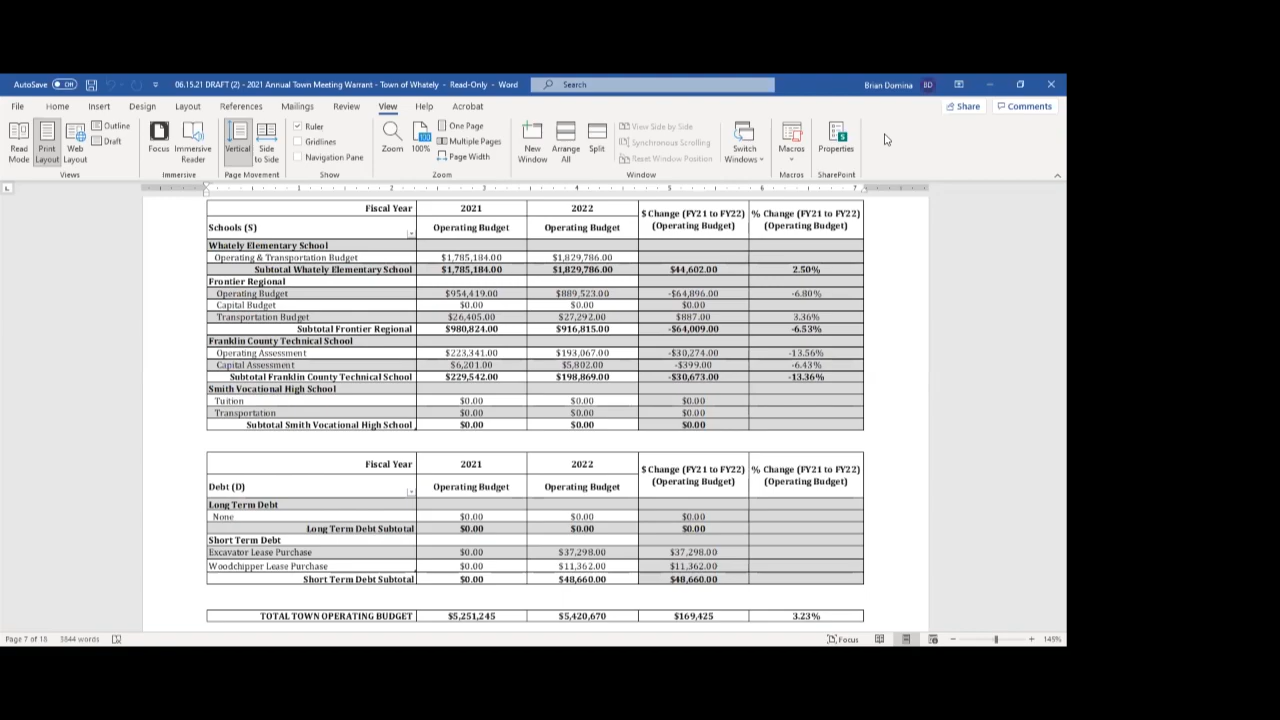 AutoSave Off 06.15.21 DRAFT (2) - 2021 Annual Town Meeting Warrant - Town of Whately - Read-Only - Word Search Brian Domina BD
File Home Insert Design Layout References Mailings Review View Help Acrobat Share Comments
Read Mode Print Layout Web Layout Outline Draft Focus Immersive Reader Vertical Side to Side Ruler Gridlines Navigation Pane Zoom 100% One Page Multiple Pages Page Width New Window Arrange All Split View Side by Side Synchronous Scrolling Reset Window Position Switch Windows Macros Properties
Views Immersive Page Movement Show Zoom Window Macros SharePoint
1 2 3 4 5 6 7
Fiscal Year 2021 2022 $ Change (FY21 to FY22) % Change (FY21 to FY22)
Schools (S) Operating Budget Operating Budget (Operating Budget) (Operating Budget)
Whately Elementary School
Operating & Transportation Budget $1,785,184.00 $1,829,786.00
Subtotal Whately Elementary School $1,785,184.00 $1,829,786.00 $44,602.00 2.50%
Frontier Regional
Operating Budget $954,419.00 $889,523.00 -$64,896.00 -6.80%
Capital Budget $0.00 $0.00 $0.00
Transportation Budget $26,405.00 $27,292.00 $887.00 3.36%
Subtotal Frontier Regional $980,824.00 $916,815.00 -$64,009.00 -6.53%
Franklin County Technical School
Operating Assessment $223,341.00 $193,067.00 -$30,274.00 -13.56%
Capital Assessment $6,201.00 $5,802.00 -$399.00 -6.43%
Subtotal Franklin County Technical School $229,542.00 $198,869.00 -$30,673.00 -13.36%
Smith Vocational High School
Tuition $0.00 $0.00 $0.00
Transportation $0.00 $0.00 $0.00
Subtotal Smith Vocational High School $0.00 $0.00 $0.00
Fiscal Year 2021 2022 $ Change (FY21 to FY22) % Change (FY21 to FY22)
Debt (D) Operating Budget Operating Budget (Operating Budget) (Operating Budget)
Long Term Debt
None $0.00 $0.00 $0.00
Long Term Debt Subtotal $0.00 $0.00 $0.00
Short Term Debt
Excavator Lease Purchase $0.00 $37,298.00 $37,298.00
Woodchipper Lease Purchase $0.00 $11,362.00 $11,362.00
Short Term Debt Subtotal $0.00 $48,660.00 $48,660.00
TOTAL TOWN OPERATING BUDGET $5,251,245 $5,420,670 $169,425 3.23%
Page 7 of 18 3844 words Focus 145%